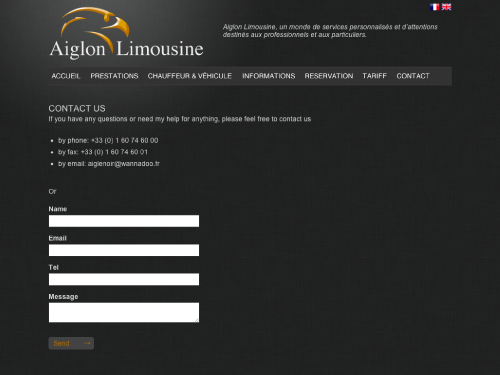 Aiglon Limousine
Aiglon Limousine, un monde de services personnalisés et d'attentions
destinés aux professionnels et aux particuliers.
ACCUEIL PRESTATIONS CHAUFFEUR & VÉHICULE INFORMATIONS RESERVATION TARIFF CONTACT
CONTACT US
If you have any questions or need my help for anything, please feel free to contact us
by phone: +33 (0) 1 60 74 60 00
by fax: +33 (0) 1 60 74 60 01
by email: aiglenoir@wannadoo.fr
Or
Name
Email
Tel
Message
Send →